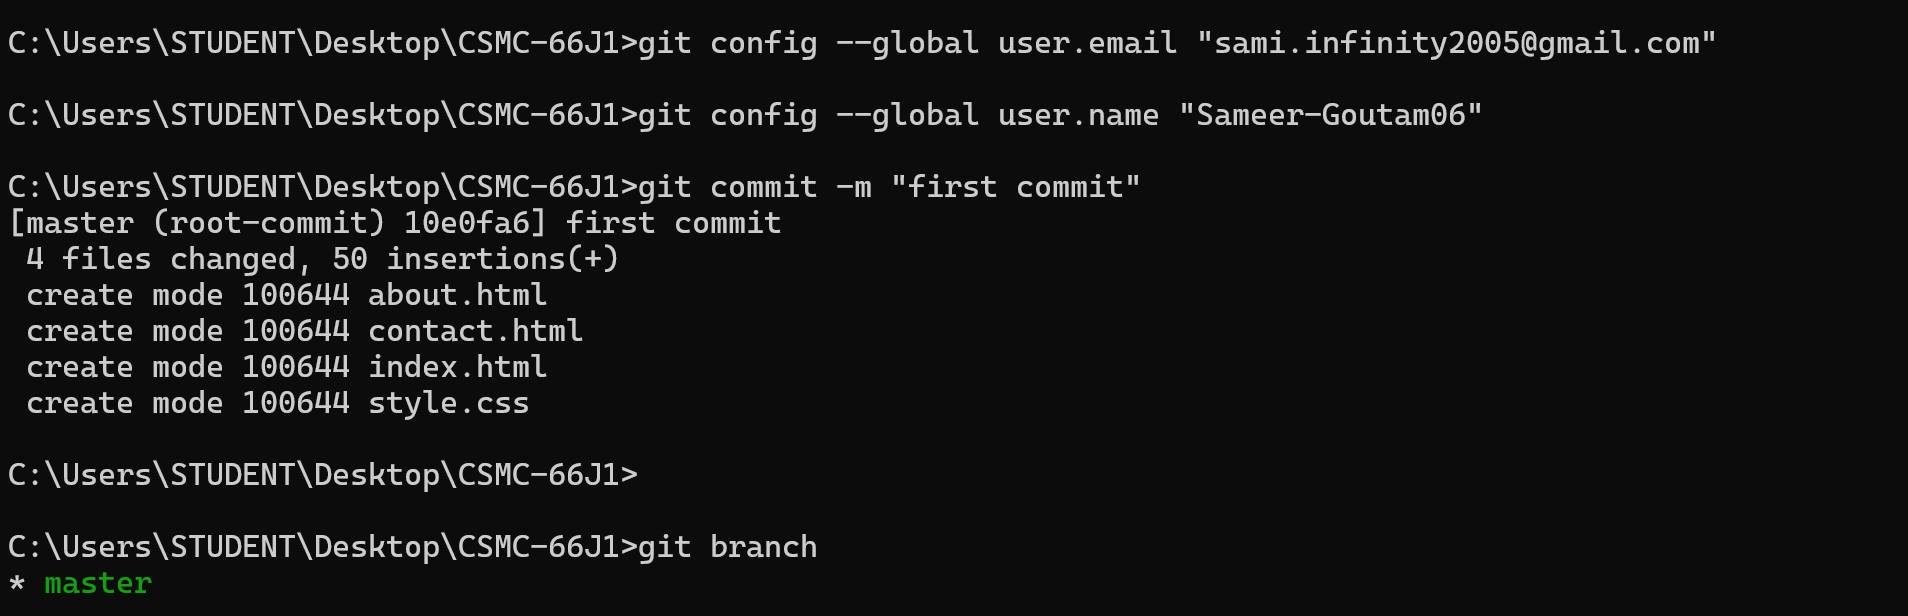 C:\Users\STUDENT\Desktop\CSMC-66J1>git config --global user.email "sami.infinity2005@gmail.com"
C:\Users\STUDENT\Desktop\CSMC-66J1>git config --global user.name "Sameer-Goutam06"
C:\Users\STUDENT\Desktop\CSMC-66J1>git commit -m "first commit"
[master (root-commit) 10e0fa6] first commit
 4 files changed, 50 insertions(+)
 create mode 100644 about.html
 create mode 100644 contact.html
 create mode 100644 index.html
 create mode 100644 style.css
C:\Users\STUDENT\Desktop\CSMC-66J1>
C:\Users\STUDENT\Desktop\CSMC-66J1>git branch
* master